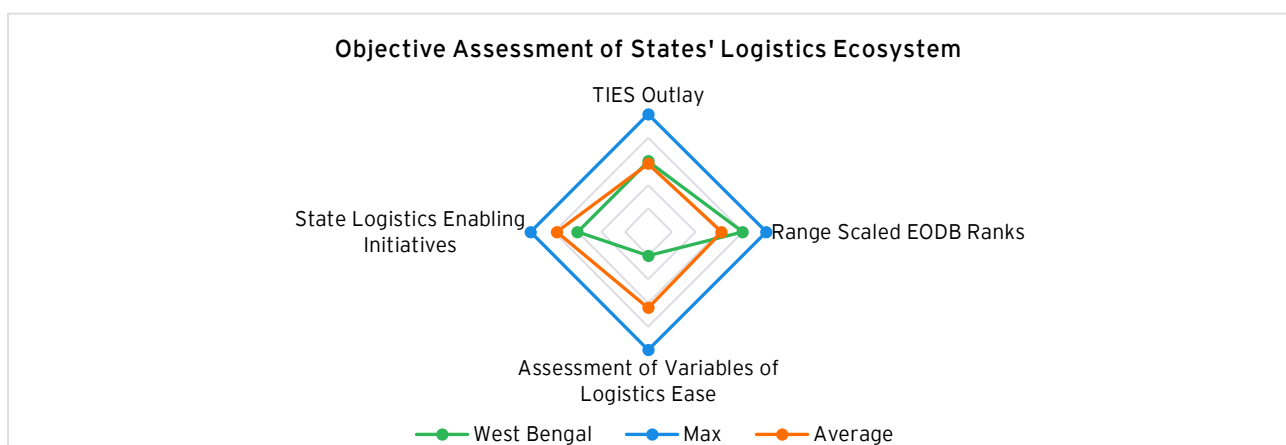 Objective Assessment of States' Logistics Ecosystem
TIES Outlay
State Logistics Enabling
Initiatives
Range Scaled EODB Ranks
Assessment of Variables of
Logistics Ease
West Bengal
Max
Average